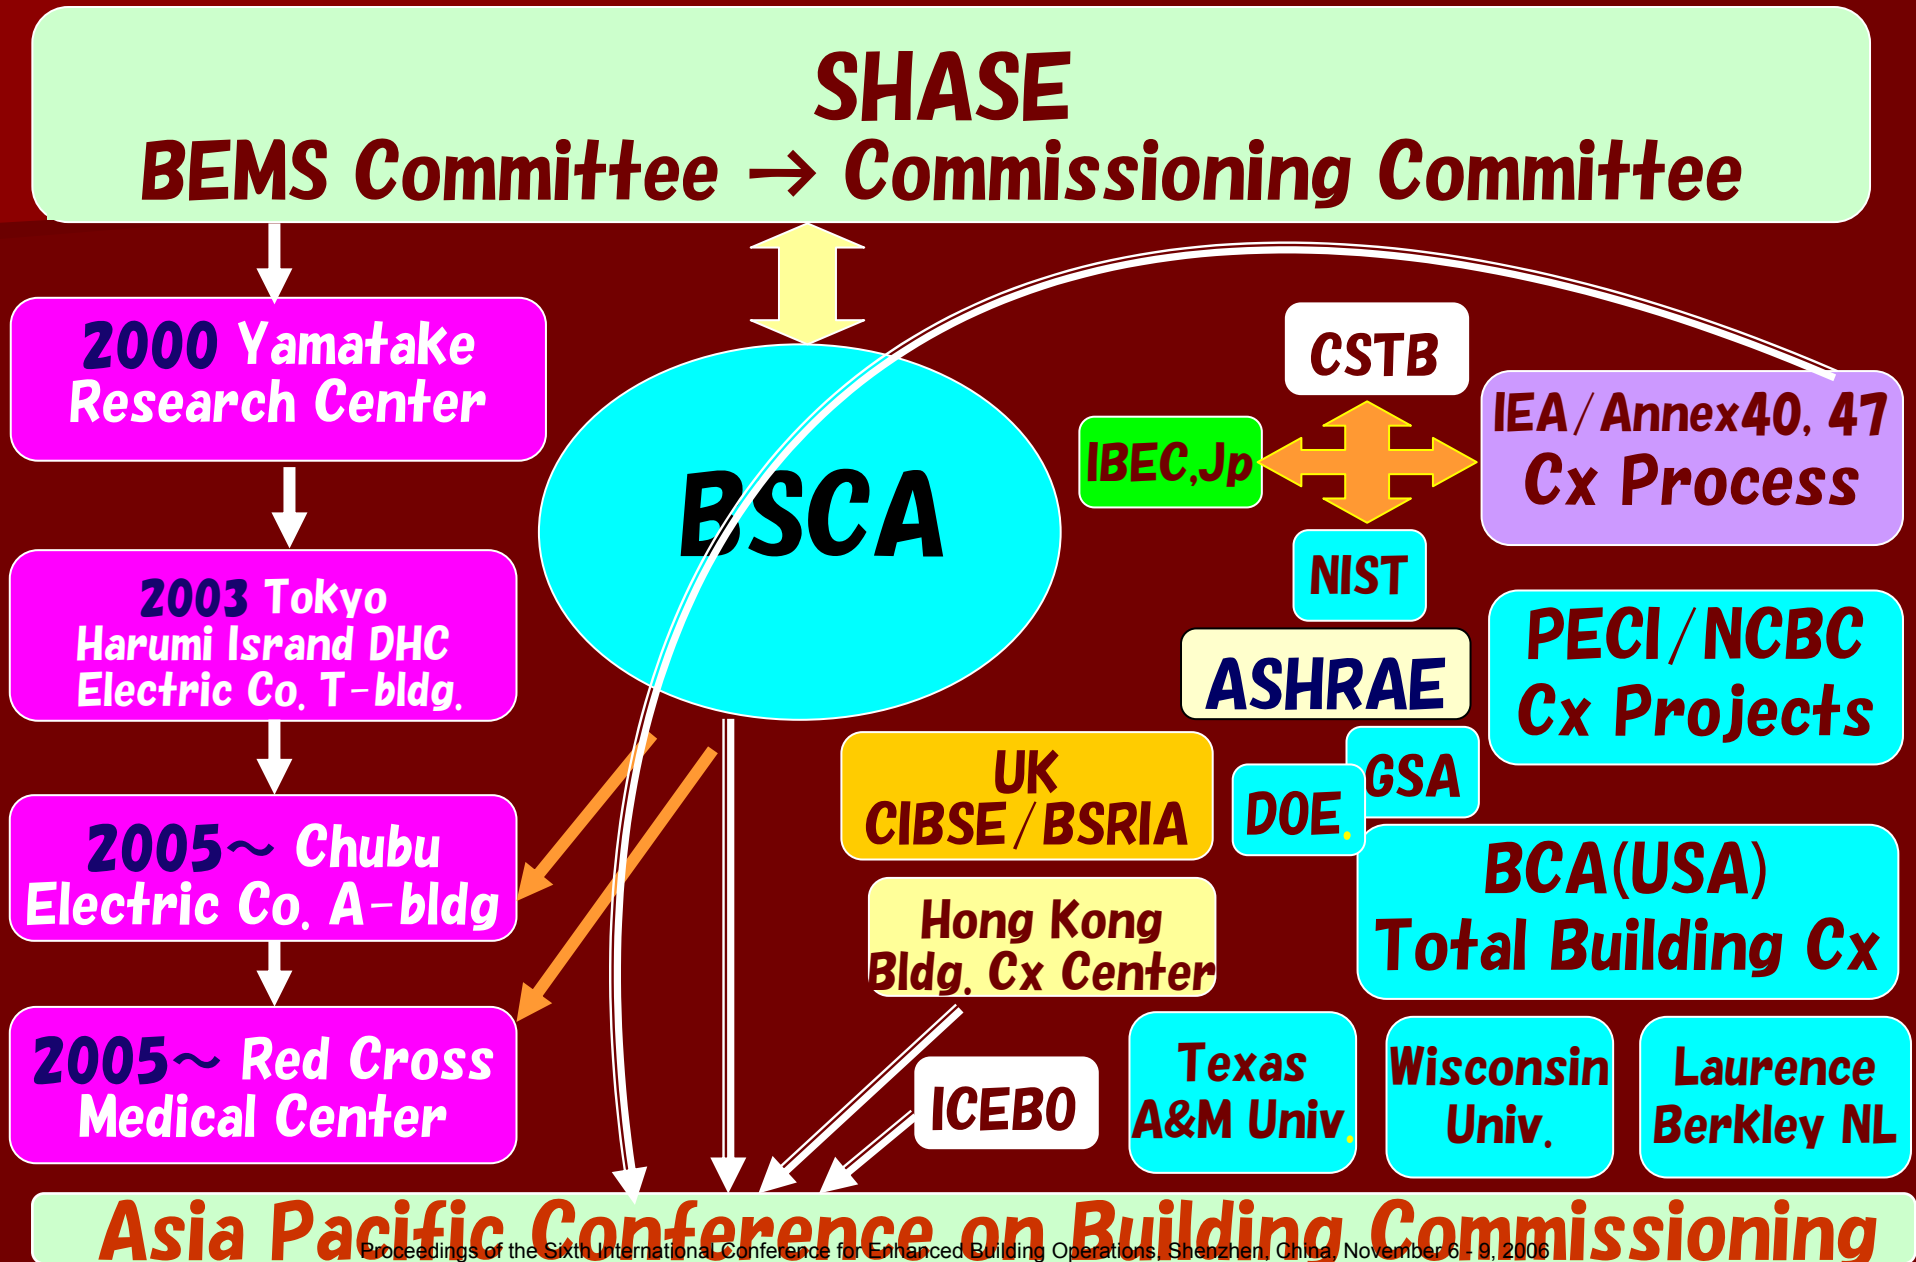 SHASE
BEMS Committee → Commissioning Committee
2000 Yamatake
Research Center
2003 Tokyo
Harumi Isrand DHC
Electric Co. T-bldg.
2005～ Chubu
Electric Co. A-bldg
2005～ Red Cross
Medical Center
BSCA
CSTB
IBEC,Jp
IEA/Annex40, 47
Cx Process
NIST
ASHRAE
PECI/NCBC
Cx Projects
UK
CIBSE/BSRIA
GSA
DOE.
BCA(USA)
Total Building Cx
Hong Kong
Bldg. Cx Center
ICEBO
Texas
A&M Univ.
Wisconsin
Univ.
Laurence
Berkley NL
Asia Pacific Conference on Building Commissioning
Proceedings of the Sixth International Conference for Enhanced Building Operations, Shenzhen, China, November 6 - 9, 2006